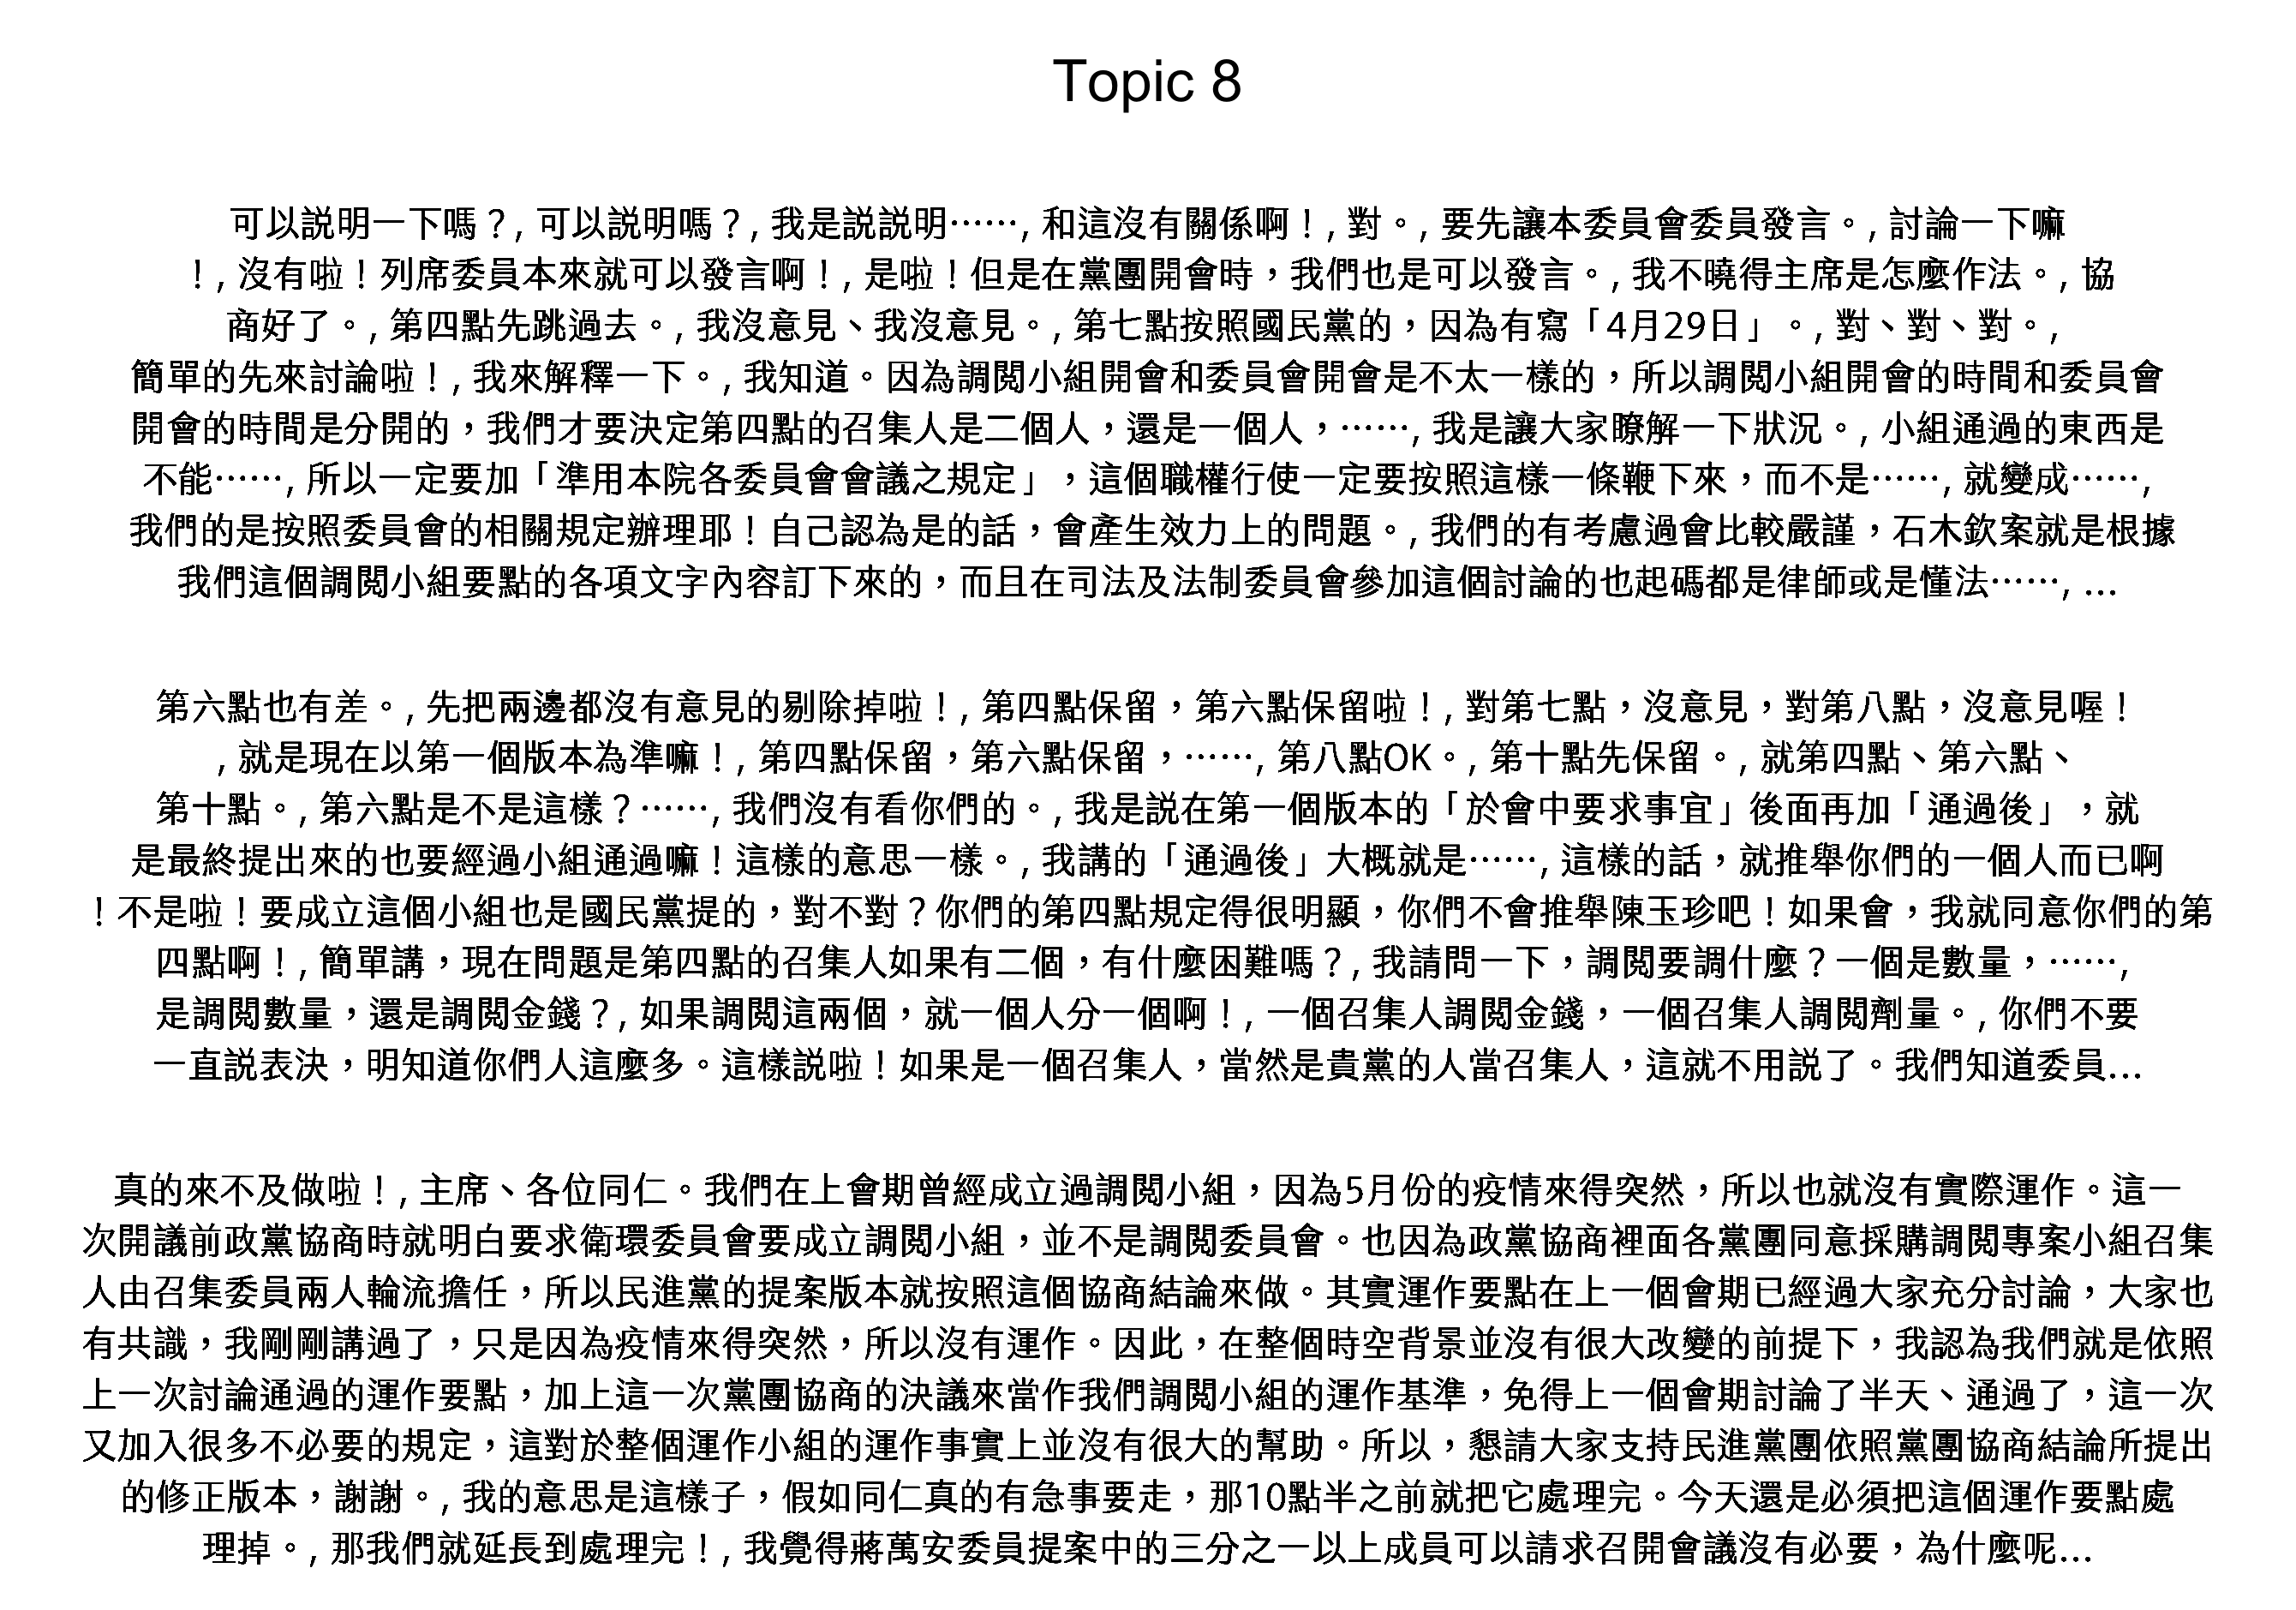 Topic 8
可以説明一下嗎？, 可以説明嗎？, 我是説説明……, 和這沒有關係啊！, 對。, 要先讓本委員會委員發言。, 討論一下嘛
！, 沒有啦！列席委員本來就可以發言啊！, 是啦！但是在黨團開會時，我們也是可以發言。, 我不曉得主席是怎麼作法。, 協
商好了。, 第四點先跳過去。, 我沒意見、我沒意見。, 第七點按照國民黨的，因為有寫「4月29日」。, 對、對、對。,
簡單的先來討論啦！, 我來解釋一下。, 我知道。因為調閱小組開會和委員會開會是不太一樣的，所以調閱小組開會的時間和委員會
開會的時間是分開的，我們才要決定第四點的召集人是二個人，還是一個人，……, 我是讓大家瞭解一下狀況。, 小組通過的東西是
不能……, 所以一定要加「準用本院各委員會會議之規定」，這個職權行使一定要按照這樣一條鞭下來，而不是……, 就變成……,
我們的是按照委員會的相關規定辦理耶！自己認為是的話，會產生效力上的問題。, 我們的有考慮過會比較嚴謹，石木欽案就是根據
我們這個調閱小組要點的各項文字內容訂下來的，而且在司法及法制委員會參加這個討論的也起碼都是律師或是懂法……, ...
第六點也有差。, 先把兩邊都沒有意見的剔除掉啦！, 第四點保留，第六點保留啦！, 對第七點，沒意見，對第八點，沒意見喔！
, 就是現在以第一個版本為準嘛！, 第四點保留，第六點保留，……, 第八點OK。, 第十點先保留。, 就第四點、第六點、
第十點。, 第六點是不是這樣？……, 我們沒有看你們的。, 我是説在第一個版本的「於會中要求事宜」後面再加「通過後」，就
是最終提出來的也要經過小組通過嘛！這樣的意思一樣。, 我講的「通過後」大概就是……, 這樣的話，就推舉你們的一個人而已啊
！不是啦！要成立這個小組也是國民黨提的，對不對？你們的第四點規定得很明顯，你們不會推舉陳玉珍吧！如果會，我就同意你們的第
四點啊！, 簡單講，現在問題是第四點的召集人如果有二個，有什麼困難嗎？, 我請問一下，調閱要調什麼？一個是數量，……,
是調閱數量，還是調閱金錢？, 如果調閱這兩個，就一個人分一個啊！, 一個召集人調閱金錢，一個召集人調閱劑量。, 你們不要
一直説表決，明知道你們人這麼多。這樣説啦！如果是一個召集人，當然是貴黨的人當召集人，這就不用説了。我們知道委員...
真的來不及做啦！, 主席、各位同仁。我們在上會期曾經成立過調閱小組，因為5月份的疫情來得突然，所以也就沒有實際運作。這一
次開議前政黨協商時就明白要求衛環委員會要成立調閱小組，並不是調閱委員會。也因為政黨協商裡面各黨團同意採購調閱專案小組召集
人由召集委員兩人輪流擔任，所以民進黨的提案版本就按照這個協商結論來做。其實運作要點在上一個會期已經過大家充分討論，大家也
有共識，我剛剛講過了，只是因為疫情來得突然，所以沒有運作。因此，在整個時空背景並沒有很大改變的前提下，我認為我們就是依照
上一次討論通過的運作要點，加上這一次黨團協商的決議來當作我們調閱小組的運作基準，免得上一個會期討論了半天、通過了，這一次
又加入很多不必要的規定，這對於整個運作小組的運作事實上並沒有很大的幫助。所以，懇請大家支持民進黨團依照黨團協商結論所提出
的修正版本，謝謝。, 我的意思是這樣子，假如同仁真的有急事要走，那10點半之前就把它處理完。今天還是必須把這個運作要點處
理掉。, 那我們就延長到處理完！, 我覺得蔣萬安委員提案中的三分之一以上成員可以請求召開會議沒有必要，為什麼呢...